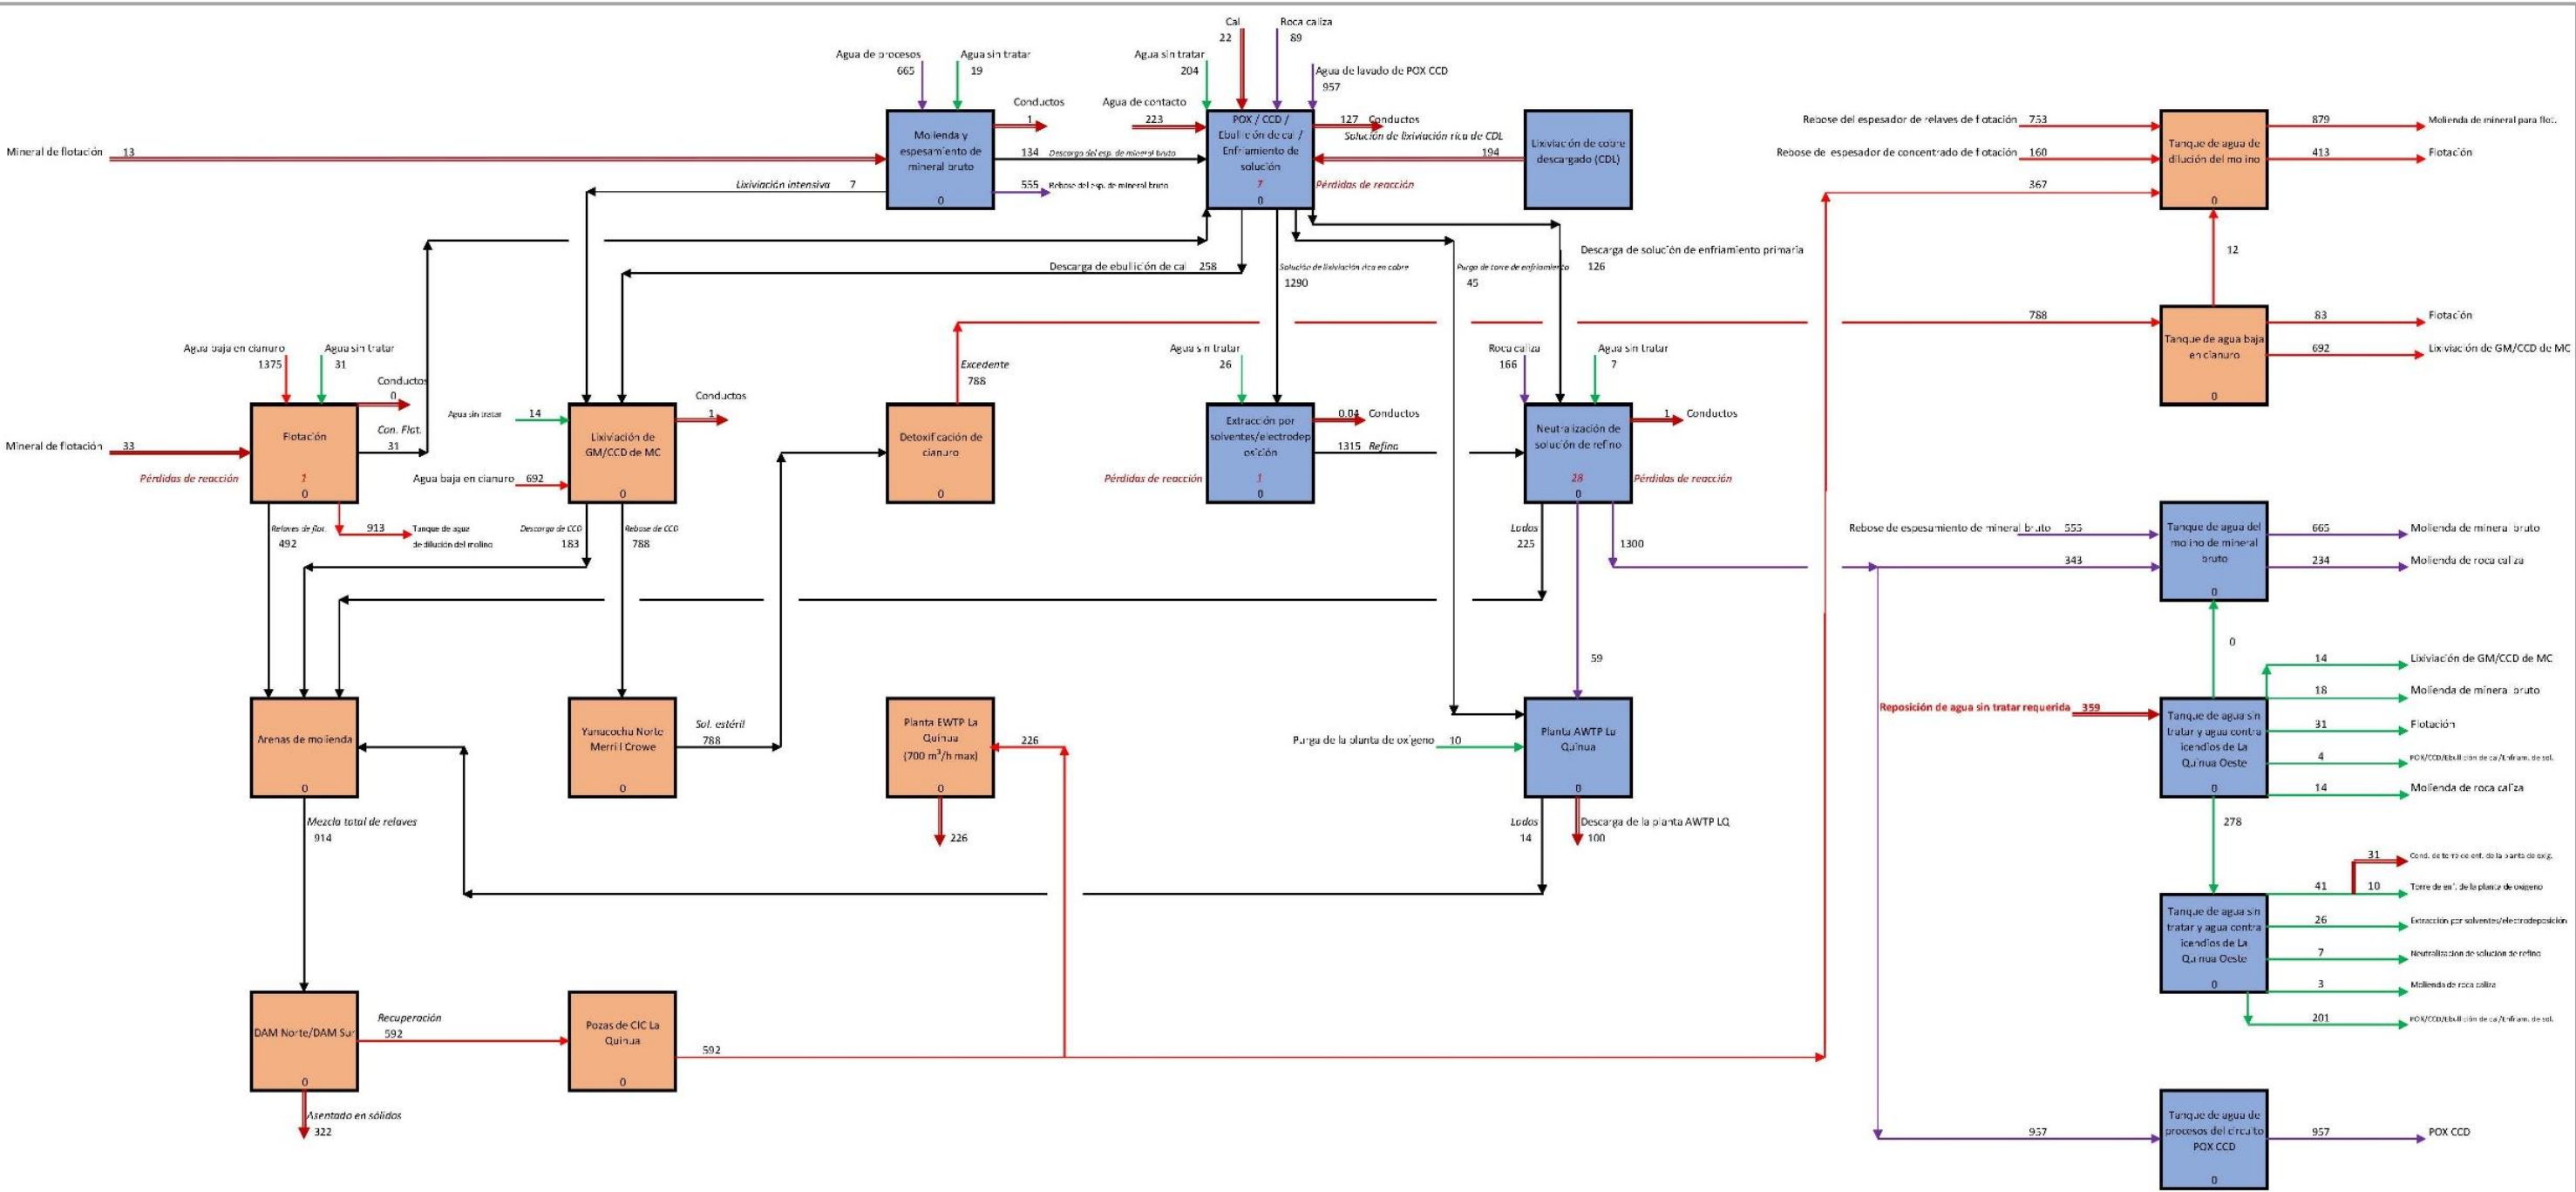 Cal
22
Roca caliza
89
Agua de procesos
665
Agua sin tratar
19
Agua sin tratar
204
Agua de lavado de POX CCD
957
Conductos
1
Agua de contacto
223
Molienda y
espesamiento de
mineral bruto
0
POX / CCD /
Ebullición de cal /
Enfriamiento de
solución
7
0
127 Conductos
Solución de lixiviación rica de CDL
194
Pérdidas de reacción
Lixiviación de cobre
descargado (CDL)
Mineral de flotación 13
134 Descarga del esp. de mineral bruto
Lixiviación intensiva 7
555 Rebose del esp. de mineral bruto
Rebose del espesador de relaves de flotación 753
Rebose del espesador de concentrado de flotación 160
367
Tanque de agua de
dilución del molino
0
879 Molienda de mineral para flot.
413 Flotación
12
Descarga de ebullición de cal 258
Solución de lixiviación rica en cobre
1290
Purga de torre de enfriamiento
45
Descarga de solución de enfriamiento primaria
126
788
Tanque de agua baja
en cianuro
0
83 Flotación
692 Lixiviación de GM/CCD de MC
Agua baja en cianuro
1375
Agua sin tratar
31
Conductos
0
Con. Flot.
31
Mineral de flotación 33
Pérdidas de reacción
Flotación
1
0
Agua sin tratar 14
Agua baja en cianuro 692
Lixiviación de
GM/CCD de MC
0
Conductos
1
Excedente
788
Detoxificación de
cianuro
0
Agua sin tratar
26
Extracción por
solventes/electrodep
osición
1
0
Pérdidas de reacción
0.04 Conductos
1315 Refino
Roca caliza
166
Agua sin tratar
7
Neutralización de
solución de refino
28
0
1 Conductos
Pérdidas de reacción
Relaves de flot.
492
913 Tanque de agua
de dilución del molino
Descarga de CCD
183
Rebose de CCD
788
Lodos
225
1300
59
Rebose de espesamiento de mineral bruto 555
343
Tanque de agua del
molino de mineral
bruto
0
665 Molienda de mineral bruto
234 Molienda de roca caliza
0
Arenas de molienda
0
Yanacocha Norte
Merrill Crowe
0
Sol. estéril
788
Planta EWTP La
Quinua
(700 m³/h max)
0
226
226
Purga de la planta de oxígeno 10
Planta AWTP La
Quinua
0
Lodos
14
Descarga de la planta AWTP LQ
100
Reposición de agua sin tratar requerida 359
Tanque de agua sin
tratar y agua contra
icendios de La
Quinua Oeste
0
14 Lixiviación de GM/CCD de MC
18 Molienda de mineral bruto
31 Flotación
4 POX/CCD/Ebullición de cal/Enfriam. de sol.
14 Molienda de roca caliza
278
Mezcla total de relaves
914
Tanque de agua sin
tratar y agua contra
icendios de La
Quinua Oeste
0
31 Cond. de torre de enf. de la planta de oxíg.
41 10 Torre de enf. de la planta de oxígeno
26 Extracción por solventes/electrodeposición
7 Neutralización de solución de refino
3 Molienda de roca caliza
201 POX/CCD/Ebullición de cal/Enfriam. de sol.
DAM Norte/DAM Sur
0
Recuperación
592
Pozas de CIC La
Quinua
0
592
Asentado en sólidos
322
957
Tanque de agua de
procesos del circuito
POX CCD
0
957 POX CCD